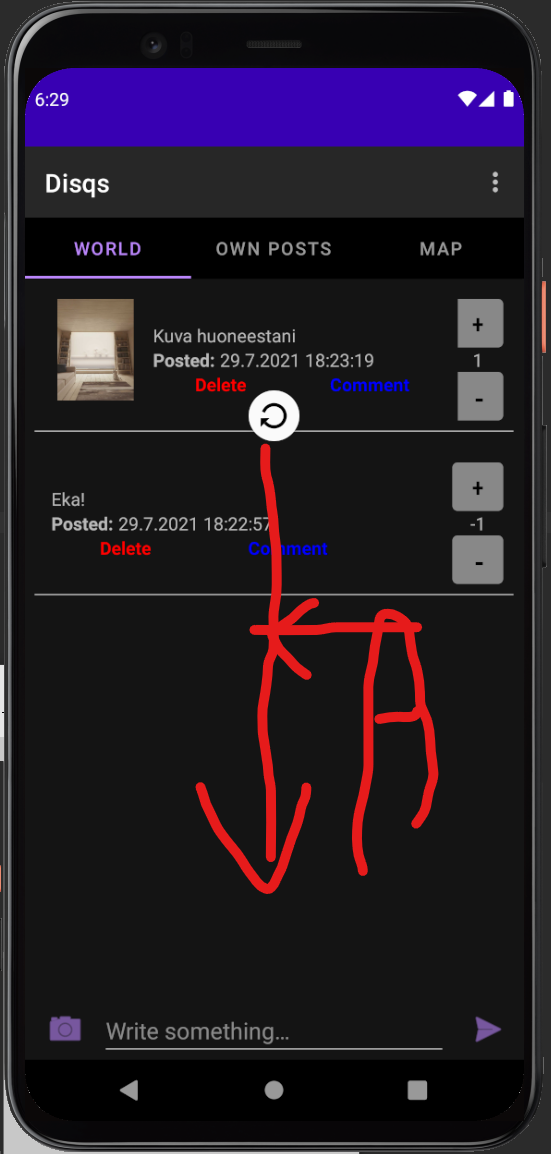 6:29
Disqs
WORLD OWN POSTS MAP
Kuva huoneestani
Posted: 29.7.2021 18:23:19
Delete Comment
+
1
-
Eka!
Posted: 29.7.2021 18:22:57
Delete Comment
+
-1
-
A
Write something...